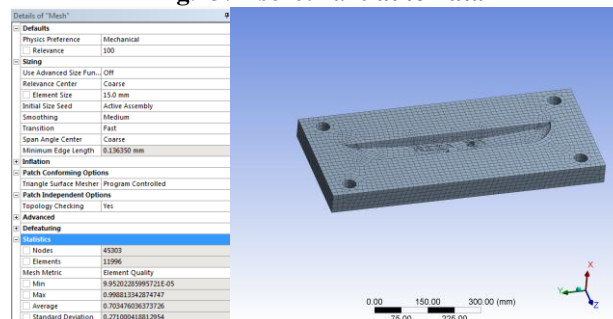 Details of "Mesh"
Defaults
Physics Preference Mechanical
Relevance 100
Sizing
Use Advanced Size Fun... Off
Relevance Center Coarse
Element Size 15.0 mm
Initial Size Seed Active Assembly
Smoothing Medium
Transition Fast
Span Angle Center Coarse
Minimum Edge Length 0.136350 mm
Inflation
Patch Conforming Options
Triangle Surface Mesher Program Controlled
Patch Independent Options
Topology Checking Yes
Advanced
Defeaturing
Statistics
Nodes 45303
Elements 11996
Mesh Metric Element Quality
Min 9.95202285995721E-05
Max 0.998813342874747
Average 0.703476036373726
Standard Deviation 0.271000418812954
0.00 150.00 300.00 (mm)
75.00 225.00
X
Y
Z